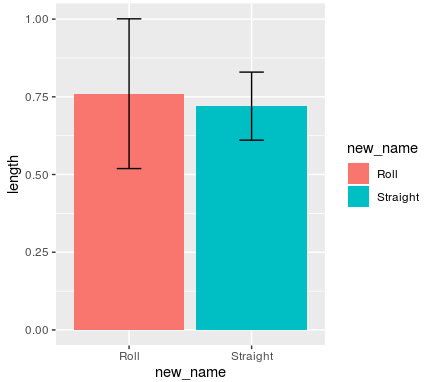 1.00
0.75
0.50
0.25
0.00
length
Roll
Straight
new_name
new_name
Roll
Straight